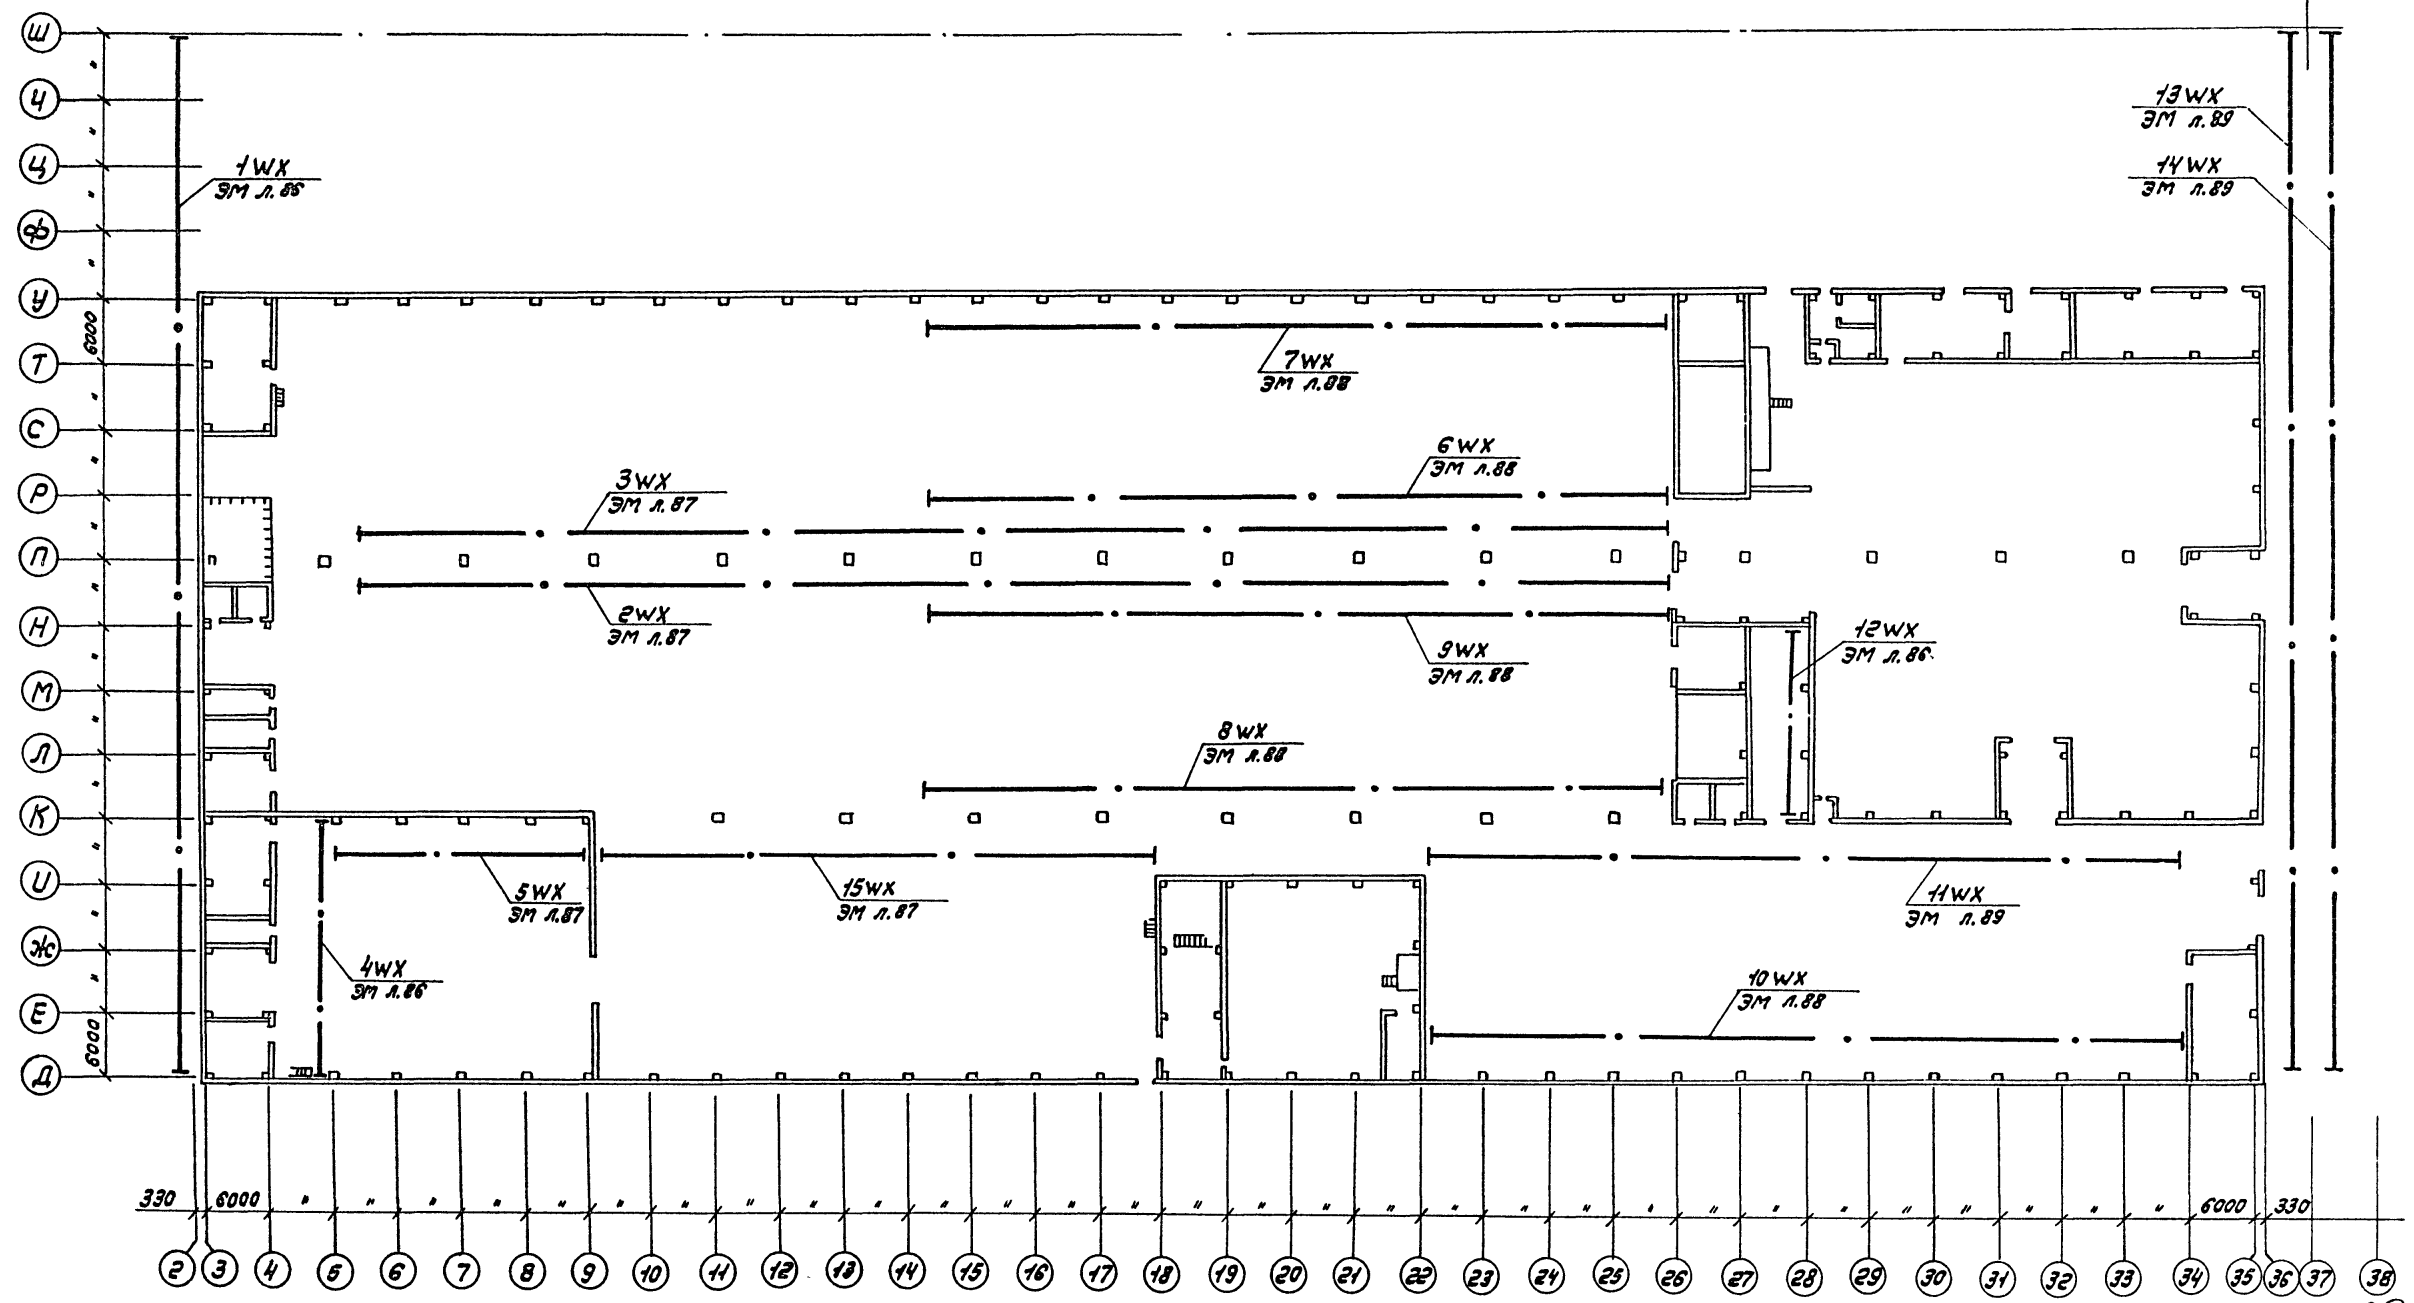 Ш
Ч
Ц
Ф
У
Т
С
Р
П
Н
М
Л
К
И
Ж
Е
Д
"
"
"
"
6000
"
"
"
"
"
"
"
"
"
"
6000
1WX
ЭМ л.86
13WX
ЭМ л.89
14WX
ЭМ л.89
7WX
ЭМ л.88
6WX
ЭМ л.88
3WX
ЭМ л.87
2WX
ЭМ л.87
9WX
ЭМ л.88
12WX
ЭМ л.86
8WX
ЭМ л.88
5WX
ЭМ л.87
15WX
ЭМ л.87
11WX
ЭМ л.89
4WX
ЭМ л.86
10WX
ЭМ л.88
330 6000 " " " " " " " " " " " " " " " " " " " " " " " " " " " " " " 6000 330
2 3 4 5 6 7 8 9 10 11 12 13 14 15 16 17 18 19 20 21 22 23 24 25 26 27 28 29 30 31 32 33 34 35 36 37 38